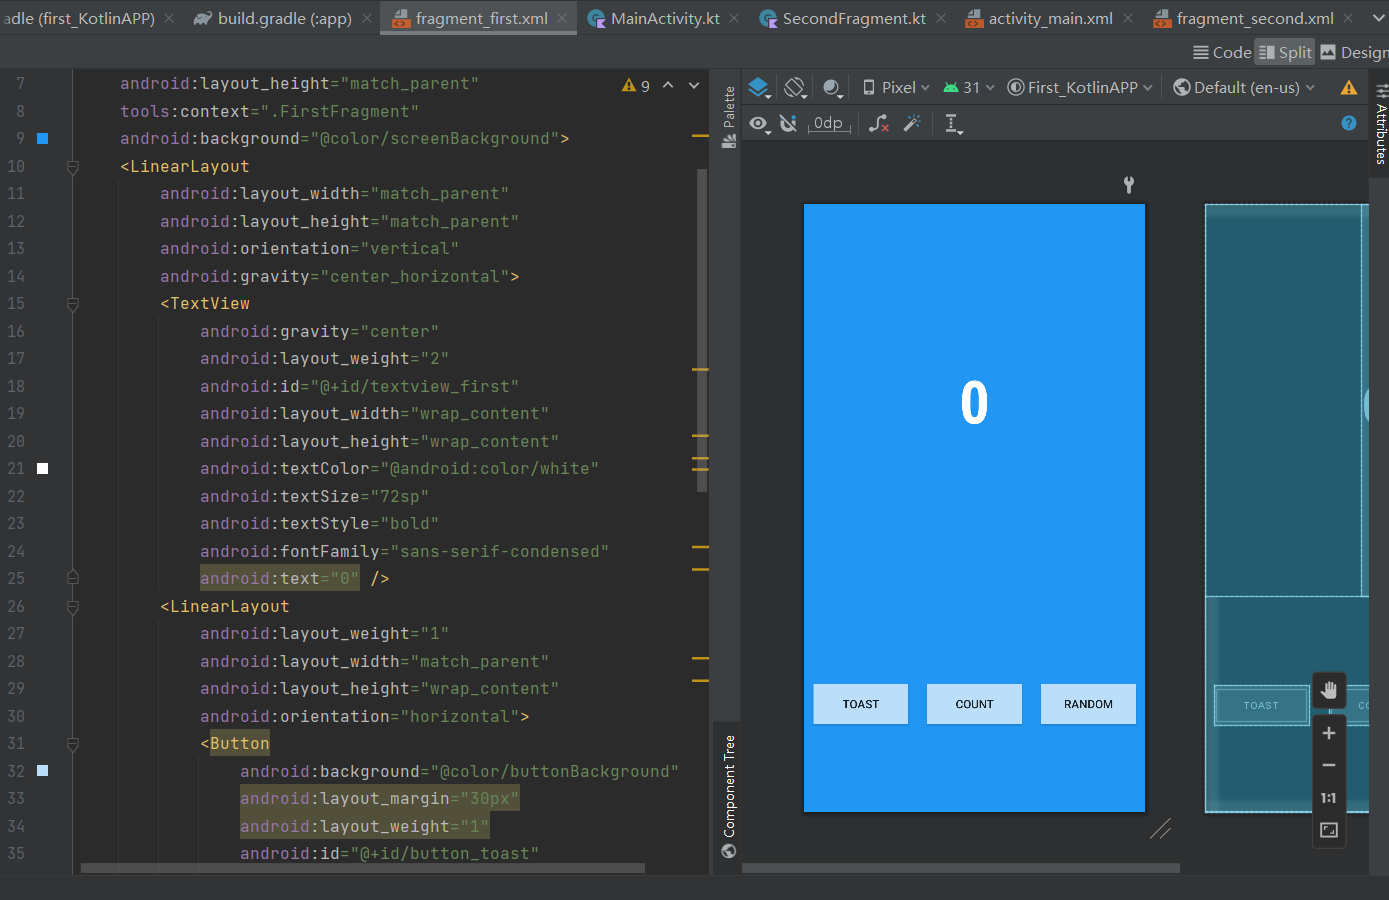 adle (first_KotlinAPP) build.gradle (:app) fragment_first.xml MainActivity.kt SecondFragment.kt activity_main.xml fragment_second.xml
Code Split Design
7 android:layout_height="match_parent"
8 tools:context=".FirstFragment"
9 android:background="@color/screenBackground">
10 <LinearLayout
11 android:layout_width="match_parent"
12 android:layout_height="match_parent"
13 android:orientation="vertical"
14 android:gravity="center_horizontal">
15 <TextView
16 android:gravity="center"
17 android:layout_weight="2"
18 android:id="@+id/textview_first"
19 android:layout_width="wrap_content"
20 android:layout_height="wrap_content"
21 android:textColor="@android:color/white"
22 android:textSize="72sp"
23 android:textStyle="bold"
24 android:fontFamily="sans-serif-condensed"
25 android:text="0" />
26 <LinearLayout
27 android:layout_weight="1"
28 android:layout_width="match_parent"
29 android:layout_height="wrap_content"
30 android:orientation="horizontal">
31 <Button
32 android:background="@color/buttonBackground"
33 android:layout_margin="30px"
34 android:layout_weight="1"
35 android:id="@+id/button_toast"
9
Palette
Component Tree
Pixel 31 First_KotlinAPP Default (en-us)
0dp
?
Attributes
0
TOAST COUNT RANDOM
TOAST CO
1:1